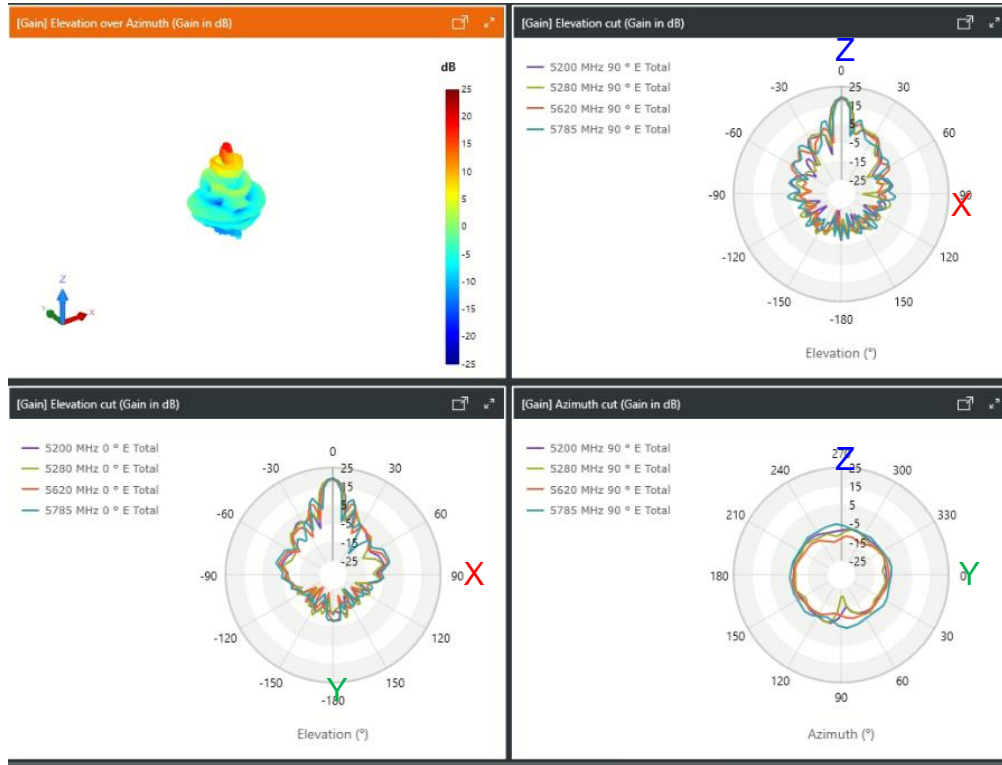 [Gain] Elevation over Azimuth (Gain in dB)
dB
25
20
15
10
5
0
-5
-10
-15
-20
-25
Z
Y
X
[Gain] Elevation cut (Gain in dB)
5200 MHz 90 ° E Total
5280 MHz 90 ° E Total
5620 MHz 90 ° E Total
5785 MHz 90 ° E Total
Z
0
-30 25 30
15
-60 5 60
-5
-15
-25
-90 90 X
-120 120
-150 150
-180
Elevation (°)
[Gain] Elevation cut (Gain in dB)
5200 MHz 0 ° E Total
5280 MHz 0 ° E Total
5620 MHz 0 ° E Total
5785 MHz 0 ° E Total
0
-30 25 30
15
-60 5 60
-5
-15
-25
-90 90 X
-120 120
-150 150
-180 Y
Elevation (°)
[Gain] Azimuth cut (Gain in dB)
5200 MHz 90 ° E Total
5280 MHz 90 ° E Total
5620 MHz 90 ° E Total
5785 MHz 90 ° E Total
270 Z
240 25 300
15
210 5 330
-5
-15
-25
180 0 Y
150 30
120 60
90
Azimuth (°)